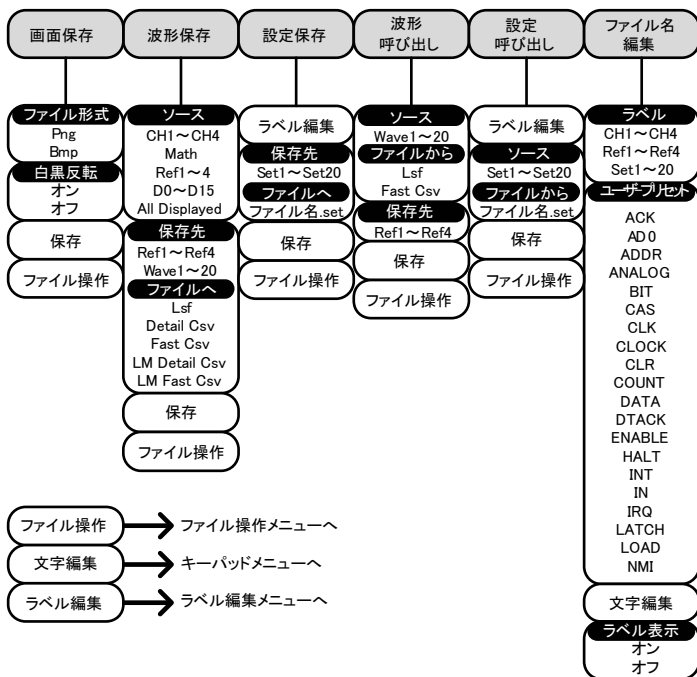 画面保存
ファイル形式
Png
Bmp
白黒反転
オン
オフ
保存
ファイル操作
波形保存
ソース
CH1～CH4
Math
Ref1～4
D0～D15
All Displayed
保存先
Ref1～Ref4
Wave1～20
ファイルへ
Lsf
Detail Csv
Fast Csv
LM Detail Csv
LM Fast Csv
保存
ファイル操作
設定保存
ラベル編集
保存先
Set1～Set20
ファイルへ
ファイル名.set
保存
ファイル操作
波形
呼び出し
ソース
Wave1～20
ファイルから
Lsf
Fast Csv
保存先
Ref1～Ref4
保存
ファイル操作
設定
呼び出し
ラベル編集
ソース
Set1～Set20
ファイルから
ファイル名.set
保存
ファイル操作
ファイル名
編集
ラベル
CH1～CH4
Ref1～Ref4
Set1～20
ユーザプリセット
ACK
AD0
ADDR
ANALOG
BIT
CAS
CLK
CLOCK
CLR
COUNT
DATA
DTACK
ENABLE
HALT
INT
IN
IRQ
LATCH
LOAD
NMI
文字編集
ラベル表示
オン
オフ
ファイル操作 ファイル操作メニューへ
文字編集 キーパッドメニューへ
ラベル編集 ラベル編集メニューへ